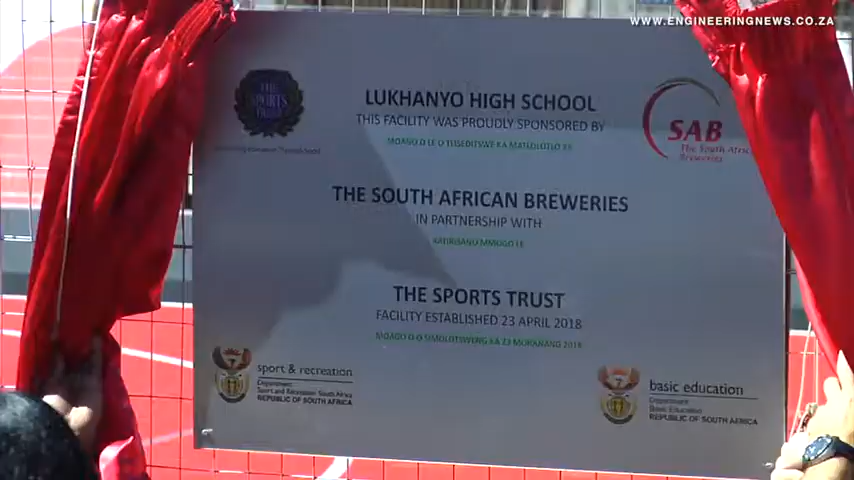 WWW.ENGINEERINGNEWS.CO.ZA
THE
SPORTS
TRUST
LUKHANYO HIGH SCHOOL
THIS FACILITY WAS PROUDLY SPONSORED BY
SAB
The South
Breweries
THE SOUTH AFRICAN BREWERIES
IN PARTNERSHIP WITH
THE SPORTS TRUST
FACILITY ESTABLISHED 23 APRIL 2018
sport & recreation
Department:
Sport and Recreation South Africa
REPUBLIC OF SOUTH AFRICA
basic education
Department:
Basic Education
REPUBLIC OF SOUTH AFRICA